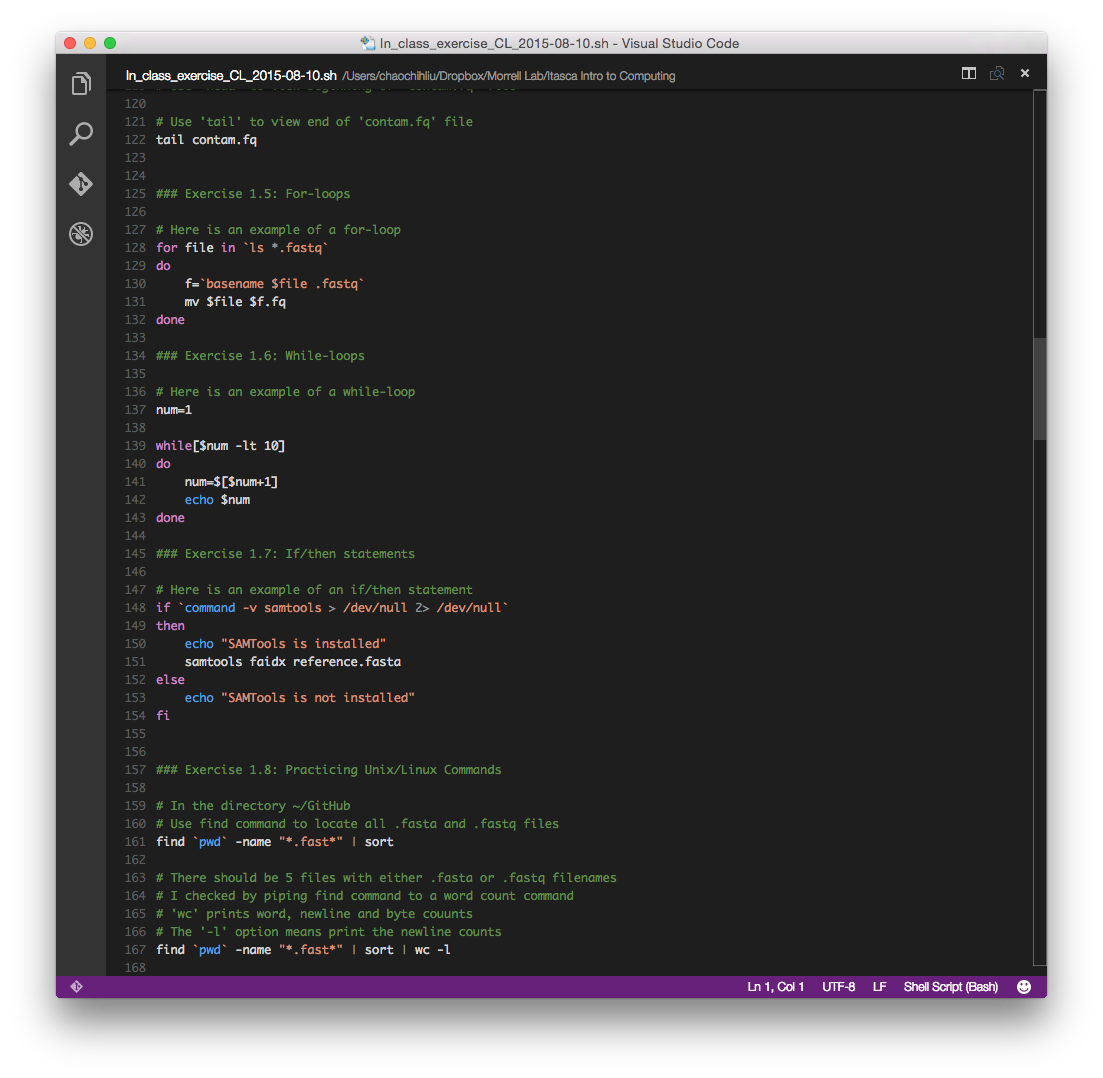 In_class_exercise_CL_2015-08-10.sh - Visual Studio Code
In_class_exercise_CL_2015-08-10.sh /Users/chaochihliu/Dropbox/Morrell Lab/Itasca Intro to Computing
120
121 # Use 'tail' to view end of 'contam.fq' file
122 tail contam.fq
123
124
125 ### Exercise 1.5: For-loops
126
127 # Here is an example of a for-loop
128 for file in `ls *.fastq`
129 do
130     f=`basename $file .fastq`
131     mv $file $f.fq
132 done
133
134 ### Exercise 1.6: While-loops
135
136 # Here is an example of a while-loop
137 num=1
138
139 while[$num -lt 10]
140 do
141     num=$[$num+1]
142     echo $num
143 done
144
145 ### Exercise 1.7: If/then statements
146
147 # Here is an example of an if/then statement
148 if `command -v samtools > /dev/null 2> /dev/null`
149 then
150     echo "SAMTools is installed"
151     samtools faidx reference.fasta
152 else
153     echo "SAMTools is not installed"
154 fi
155
156
157 ### Exercise 1.8: Practicing Unix/Linux Commands
158
159 # In the directory ~/GitHub
160 # Use find command to locate all .fasta and .fastq files
161 find `pwd` -name "*.fast*" | sort
162
163 # There should be 5 files with either .fasta or .fastq filenames
164 # I checked by piping find command to a word count command
165 # 'wc' prints word, newline and byte couunts
166 # The '-l' option means print the newline counts
167 find `pwd` -name "*.fast*" | sort | wc -l
168
Ln 1, Col 1 UTF-8 LF Shell Script (Bash)